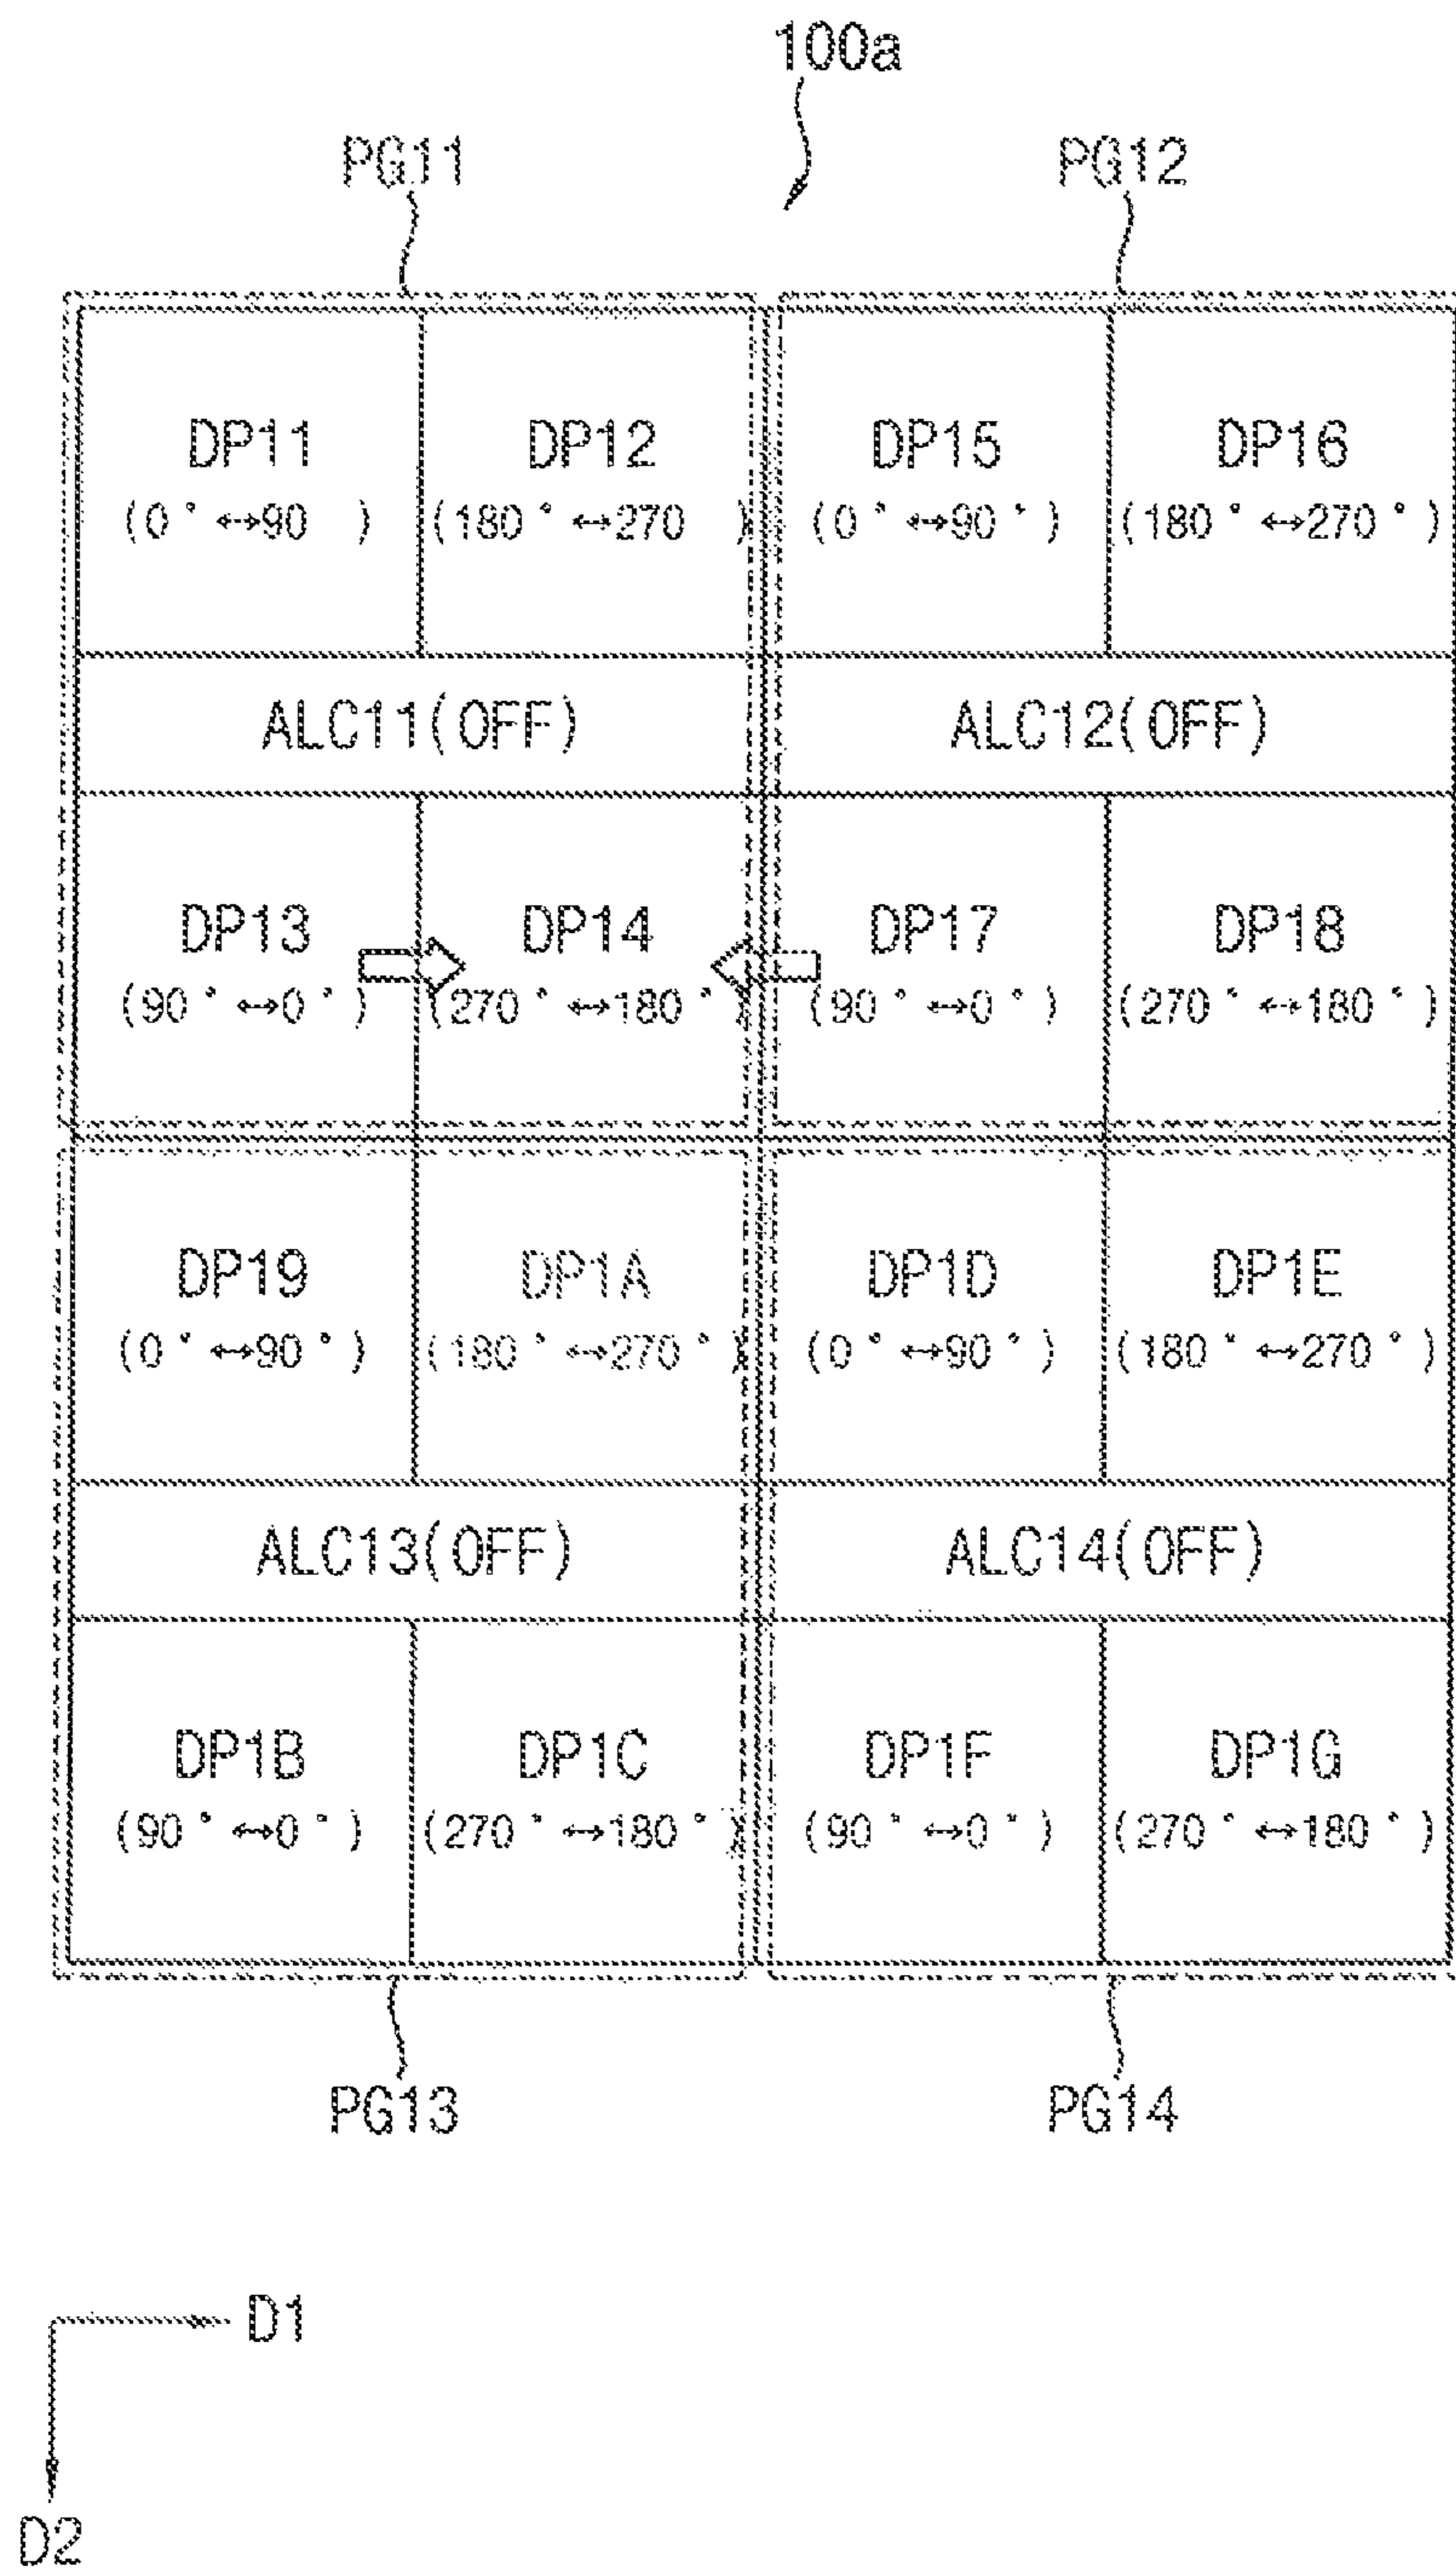 100a
PG11 PG12
DP11 DP12 DP15 DP16
(0°↔90 ) (180°↔270 ) (0°↔90°) (180°↔270°)
ALC11(OFF) ALC12(OFF)
DP13 DP14 DP17 DP18
(90°↔0°) (270°↔180°) (90°↔0°) (270°↔180°)
DP19 DP1A DP1D DP1E
(0°↔90°) (180°↔270°) (0°↔90°) (180°↔270°)
ALC13(OFF) ALC14(OFF)
DP1B DP1C DP1F DP1G
(90°↔0°) (270°↔180°) (90°↔0°) (270°↔180°)
PG13 PG14
D1
D2